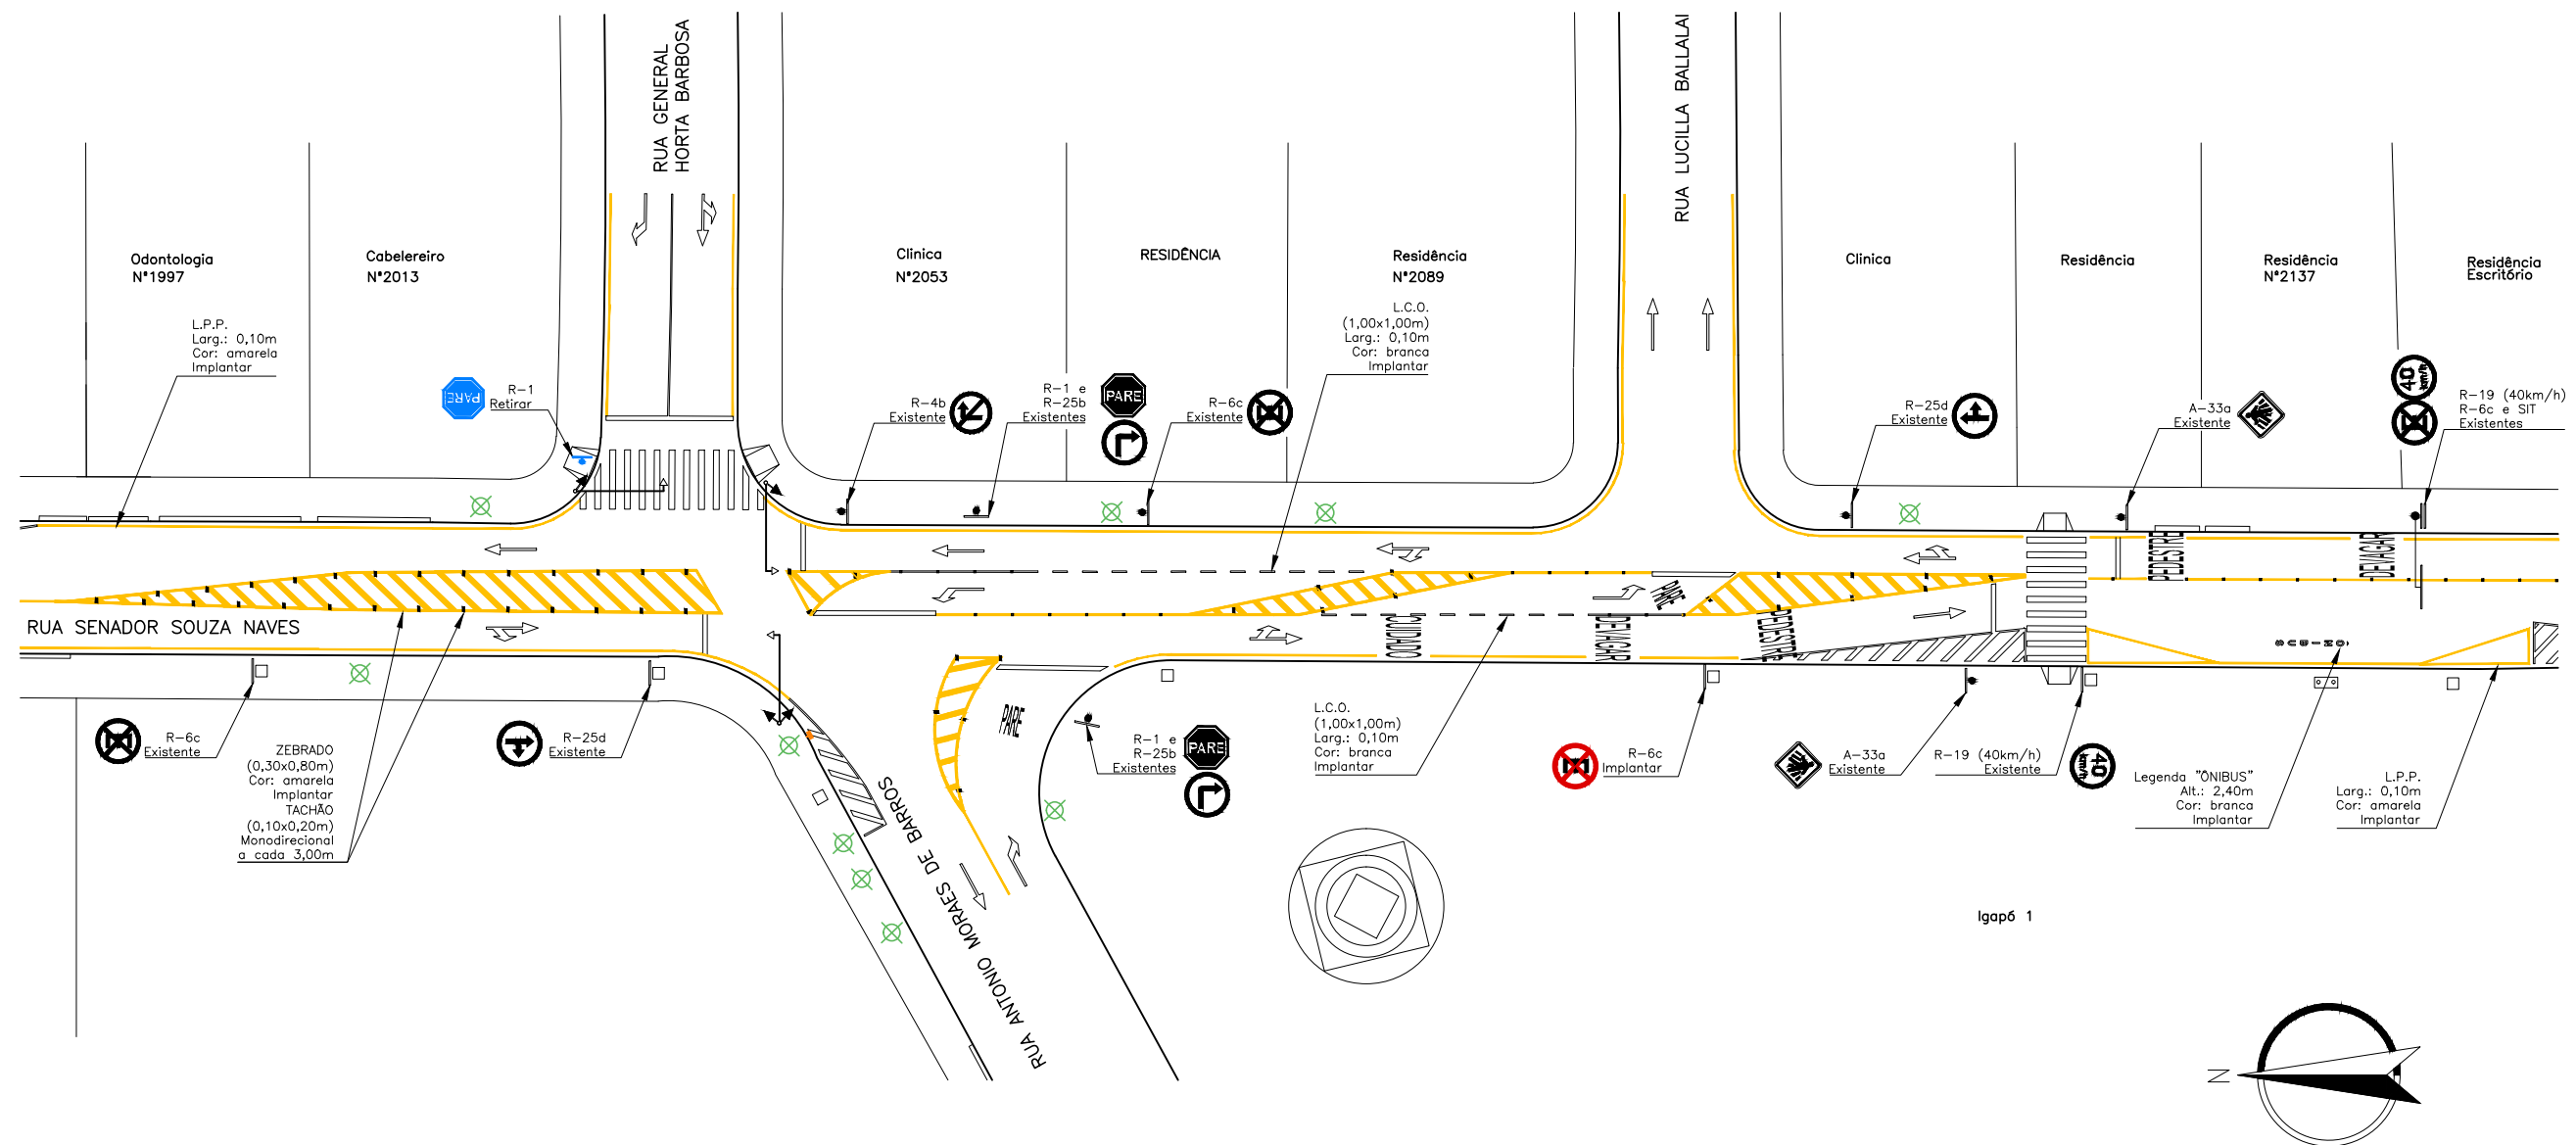 RUA GENERAL
HORTA BARBOSA
RUA LUCILLA BALLALAI
Odontologia
N°1997
Cabelereiro
N°2013
Clinica
N°2053
RESIDÊNCIA
Residência
N°2089
Clinica
Residência
Residência
N°2137
Residência
Escritório
L.P.P.
Larg.: 0,10m
Cor: amarela
Implantar
PARE
R-1
Retirar
R-4b
Existente
R-1 e
R-25b
Existentes
PARE
R-6c
Existente
L.C.O.
(1,00x1,00m)
Larg.: 0,10m
Cor: branca
Implantar
R-25d
Existente
A-33a
Existente
40
km/h
R-19 (40km/h)
R-6c e SIT
Existentes
PEDESTRE
DEVAGAR
RUA SENADOR SOUZA NAVES
CUIDADO
DEVAGAR
PARE
PEDESTRE
ÔNIBUS
R-6c
Existente
ZEBRADO
(0,30x0,80m)
Cor: amarela
Implantar
TACHÃO
(0,10x0,20m)
Monodirecional
a cada 3,00m
R-25d
Existente
PARE
R-1 e
R-25b
Existentes
PARE
L.C.O.
(1,00x1,00m)
Larg.: 0,10m
Cor: branca
Implantar
R-6c
Implantar
A-33a
Existente
R-19 (40km/h)
Existente
40
km/h
Legenda "ÔNIBUS"
Alt.: 2,40m
Cor: branca
Implantar
L.P.P.
Larg.: 0,10m
Cor: amarela
Implantar
RUA ANTONIO MORAES DE BARROS
Igapó 1
N